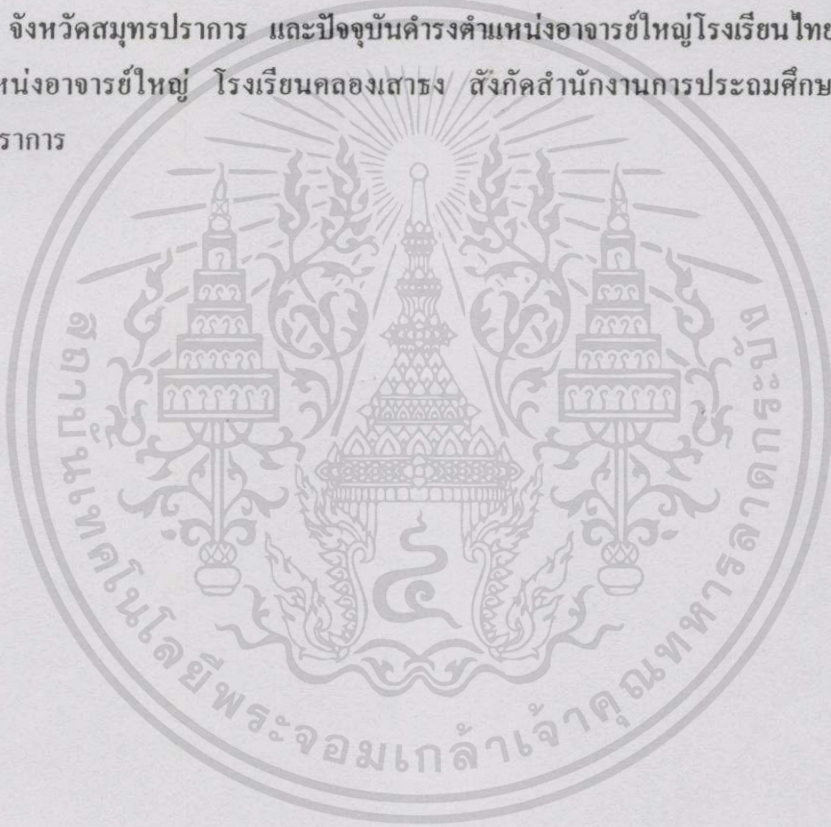 จังหวัดสมุทรปราการ และปัจจุบันดำรงตำแหน่งอาจารย์ใหญ่โรงเรียนไทย
หน่งอาจารย์ใหญ่ โรงเรียนคลองเสาธง สังกัดสำนักงานการประถมศึกษ
ราการ
สถาบันเทคโนโลยีพระจอมเกล้าเจ้าคุณทหารลาดกระบัง